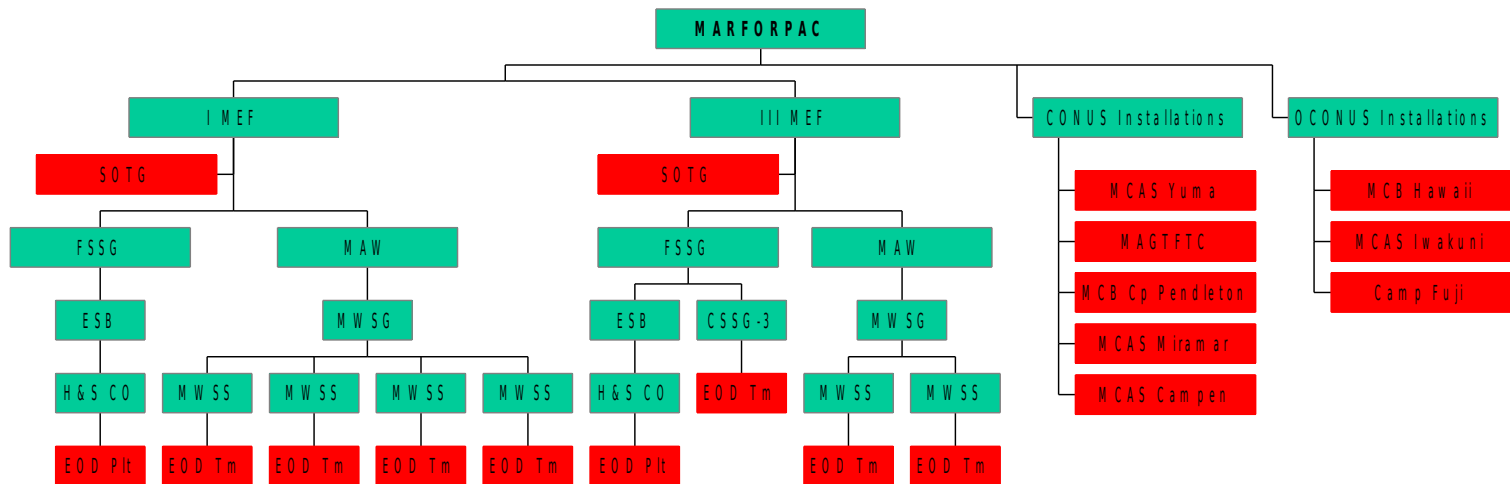 MARFORPAC
I MEF
III MEF
CONUS Installations
OCONUS Installations
SOTG
SOTG
MCAS Yuma
MCB Hawaii
FSSG
MAW
FSSG
MAW
MAGTFTC
MCAS Iwakuni
MCB Cp Pendleton
Camp Fuji
ESB
MWSG
ESB
CSSG-3
MWSG
MCAS Miramar
H&S CO
MWSS
MWSS
MWSS
MWSS
H&S CO
EOD Tm
MWSS
MWSS
MCAS Campen
EOD Plt
EOD Tm
EOD Tm
EOD Tm
EOD Tm
EOD Plt
EOD Tm
EOD Tm